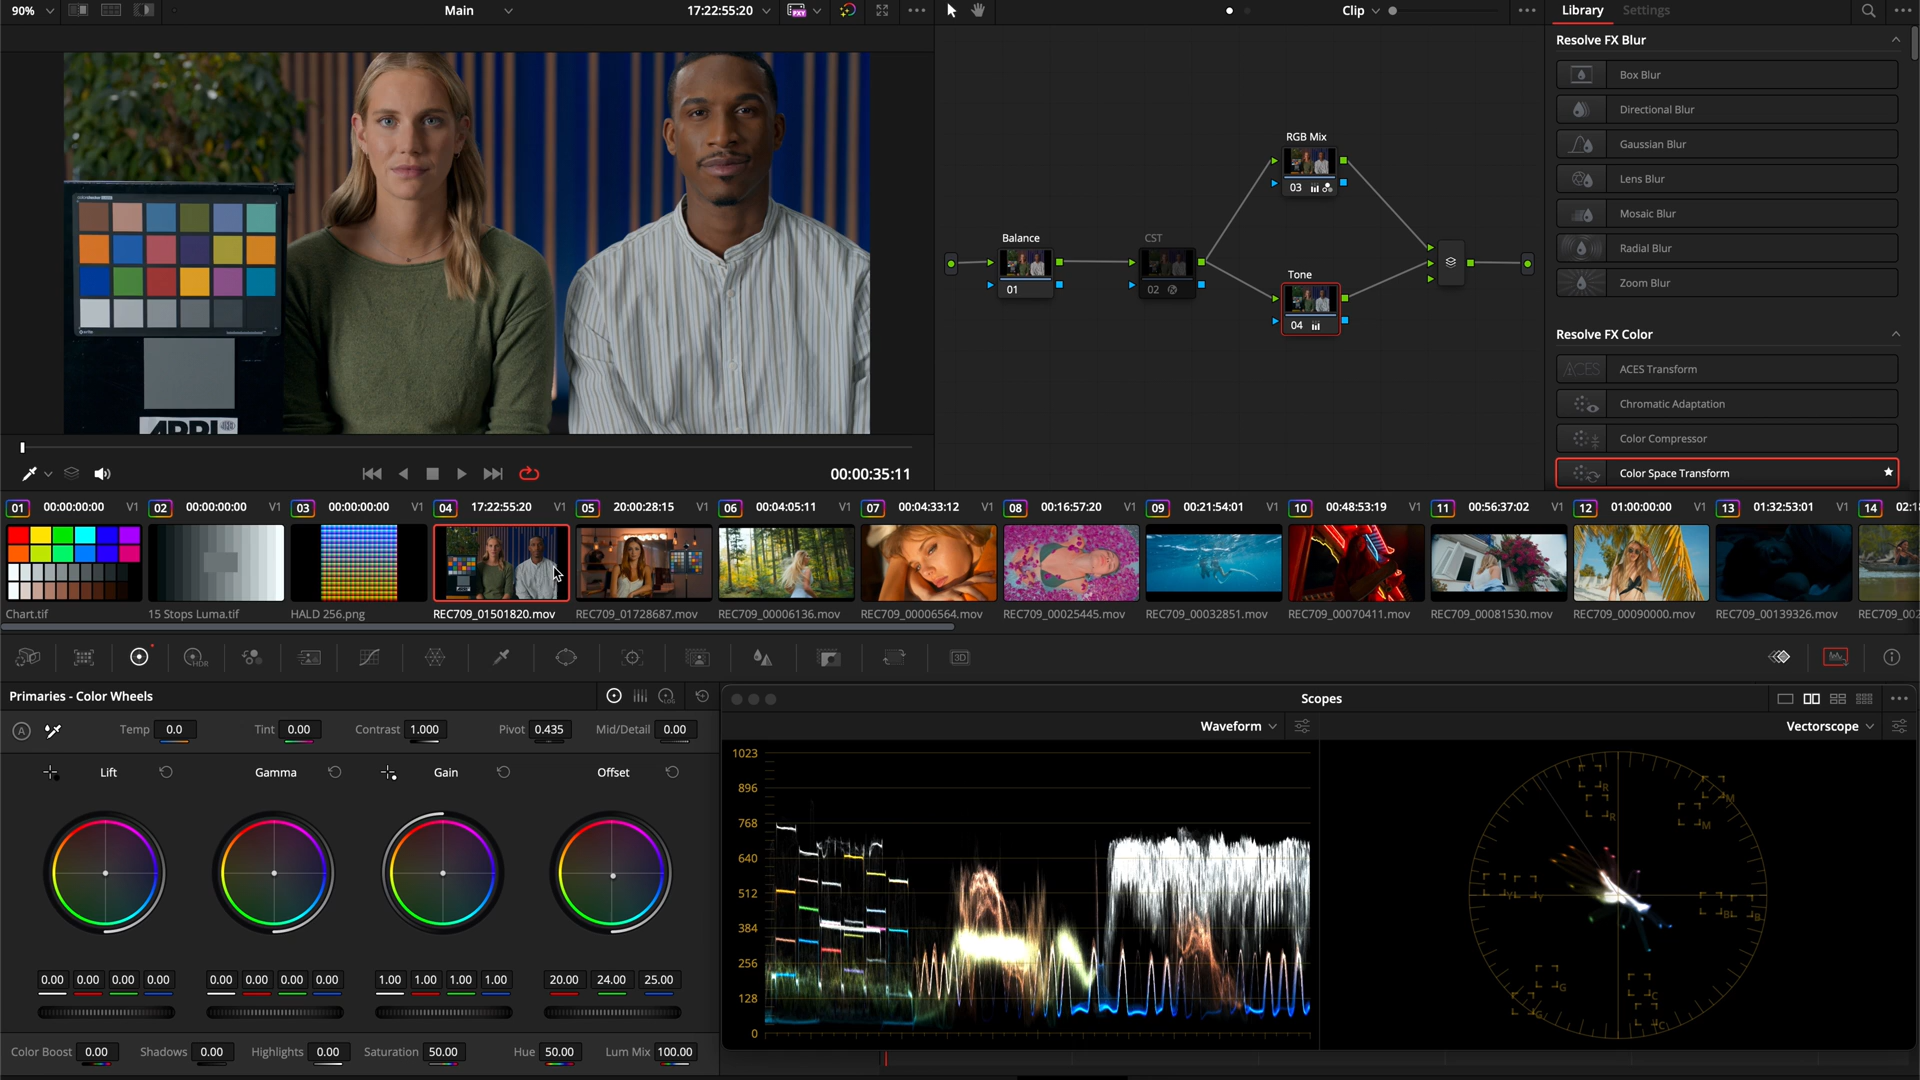 90%
Main
17:22:55:20
PXY
Clip
Library
Settings
Resolve FX Blur
Box Blur
Directional Blur
Gaussian Blur
Lens Blur
Mosaic Blur
Radial Blur
Zoom Blur
Resolve FX Color
ACES
ACES Transform
Chromatic Adaptation
Color Compressor
Color Space Transform
RGB Mix
03
Balance
01
CST
02
Tone
04
ARRI
00:00:35:11
01 00:00:00:00 V1
02 00:00:00:00 V1
03 00:00:00:00 V1
04 17:22:55:20 V1
05 20:00:28:15 V1
06 00:04:05:11 V1
07 00:04:33:12 V1
08 00:16:57:20 V1
09 00:21:54:01 V1
10 00:48:53:19 V1
11 00:56:37:02 V1
12 01:00:00:00 V1
13 01:32:53:01 V1
14 02:1
Chart.tif
15 Stops Luma.tif
HALD 256.png
REC709_01501820.mov
REC709_01728687.mov
REC709_00006136.mov
REC709_00006564.mov
REC709_00025445.mov
REC709_00032851.mov
REC709_00070411.mov
REC709_00081530.mov
REC709_00090000.mov
REC709_00139326.mov
REC709_002
HDR
3D
Primaries - Color Wheels
LOG
A
Temp 0.0
Tint 0.00
Contrast 1.000
Pivot 0.435
Mid/Detail 0.00
Lift
Gamma
Gain
Offset
0.00 0.00 0.00 0.00
0.00 0.00 0.00 0.00
1.00 1.00 1.00 1.00
20.00 24.00 25.00
Color Boost 0.00
Shadows 0.00
Highlights 0.00
Saturation 50.00
Hue 50.00
Lum Mix 100.00
Scopes
Waveform
Vectorscope
1023
896
768
640
512
384
256
128
0
R
R
M
M
Y
Y
B
B
G
G
C
C